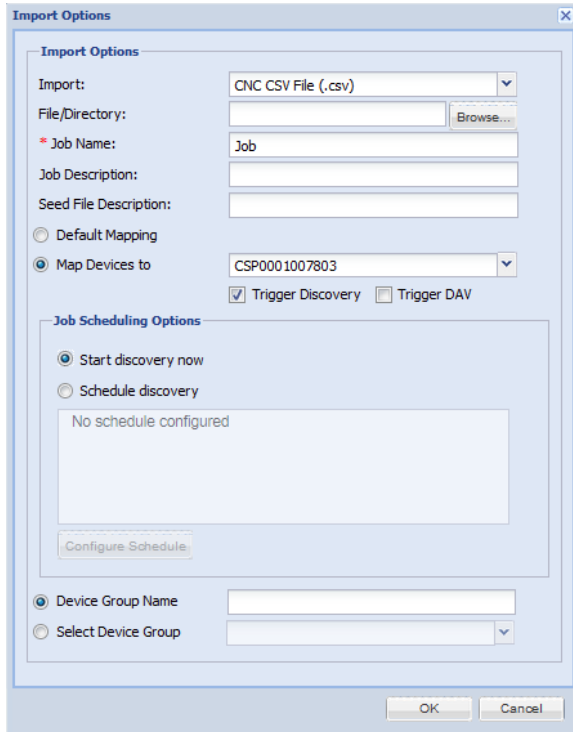 Import Options
Import Options
Import: CNC CSV File (.csv)
File/Directory: Browse...
* Job Name: Job
Job Description:
Seed File Description:
Default Mapping
Map Devices to CSP0001007803
Trigger Discovery Trigger DAV
Job Scheduling Options
Start discovery now
Schedule discovery
No schedule configured
Configure Schedule
Device Group Name
Select Device Group
OK Cancel